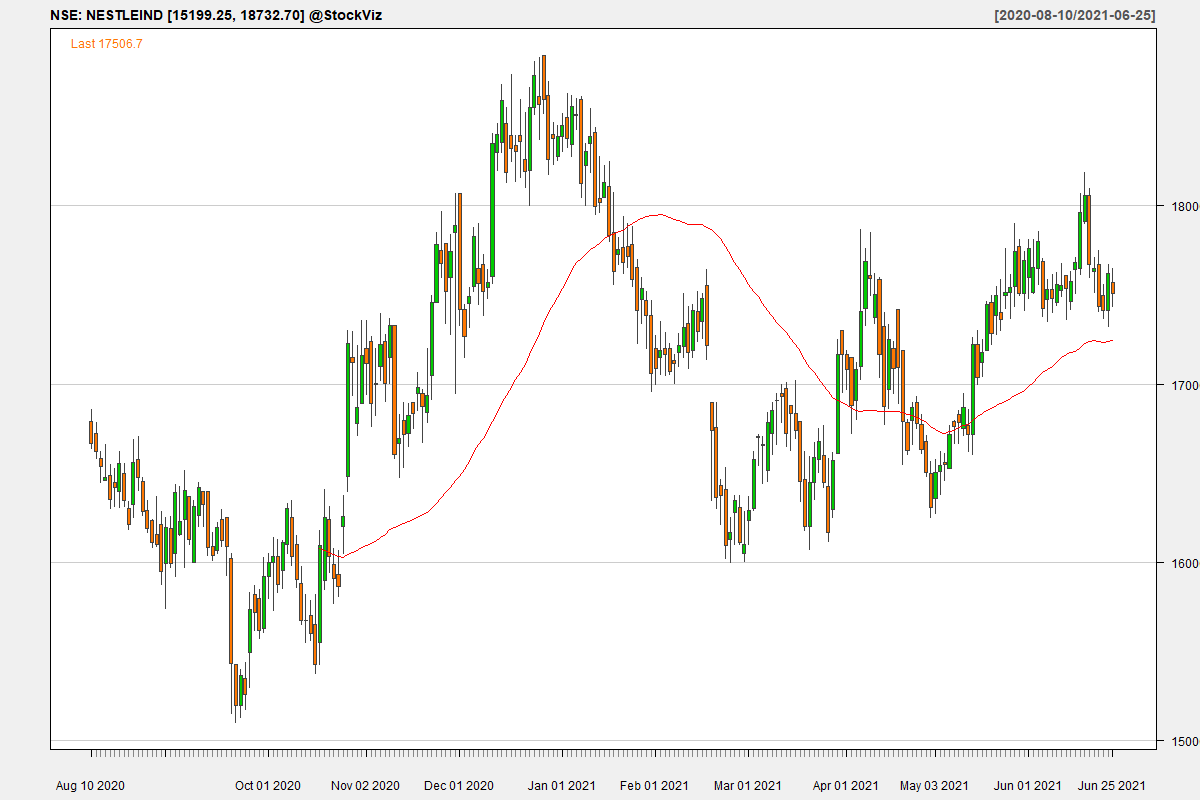 NSE: NESTLEIND [15199.25, 18732.70] @StockViz [2020-08-10/2021-06-25]
Last 17506.7
1800
1700
1600
1500
Aug 10 2020 Oct 01 2020 Nov 02 2020 Dec 01 2020 Jan 01 2021 Feb 01 2021 Mar 01 2021 Apr 01 2021 May 03 2021 Jun 01 2021 Jun 25 2021